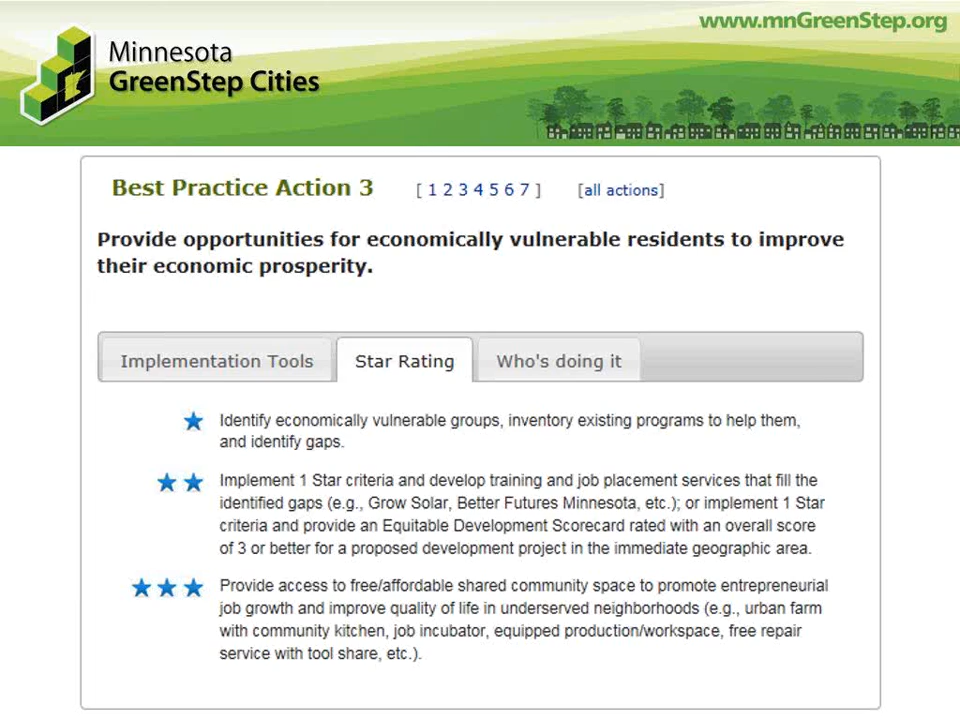 www.mnGreenStep.org
Minnesota
GreenStep Cities
Best Practice Action 3 [ 1 2 3 4 5 6 7 ] [all actions]
Provide opportunities for economically vulnerable residents to improve
their economic prosperity.
Implementation Tools Star Rating Who's doing it
Identify economically vulnerable groups, inventory existing programs to help them,
and identify gaps.
Implement 1 Star criteria and develop training and job placement services that fill the
identified gaps (e.g., Grow Solar, Better Futures Minnesota, etc.); or implement 1 Star
criteria and provide an Equitable Development Scorecard rated with an overall score
of 3 or better for a proposed development project in the immediate geographic area.
Provide access to free/affordable shared community space to promote entrepreneurial
job growth and improve quality of life in underserved neighborhoods (e.g., urban farm
with community kitchen, job incubator, equipped production/workspace, free repair
service with tool share, etc.).